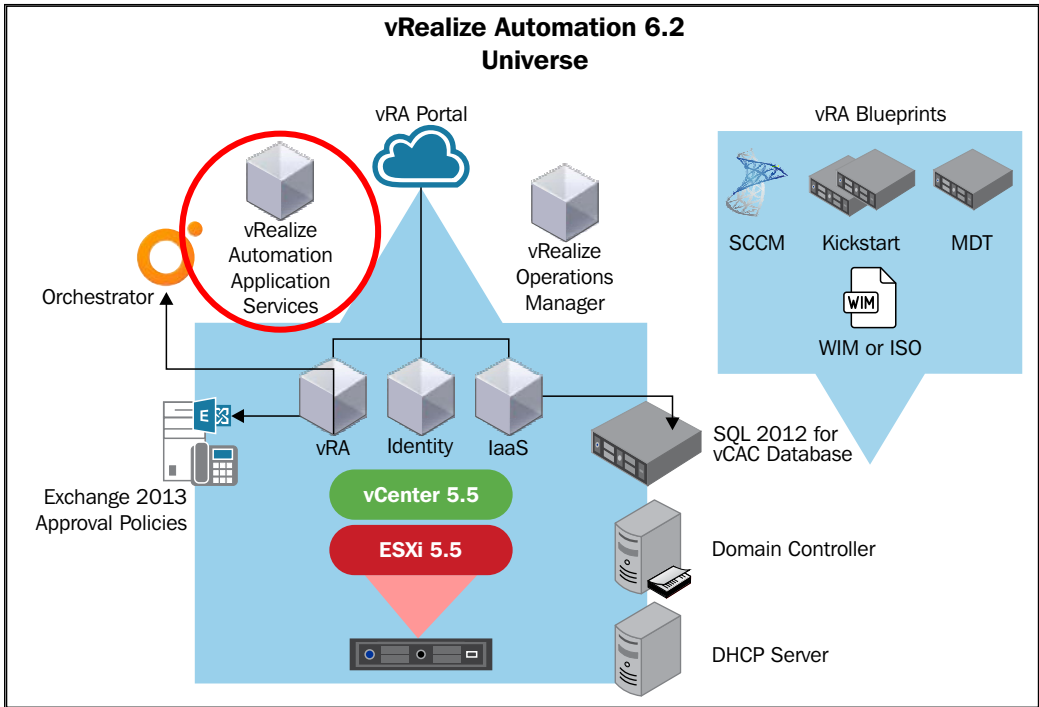 vRealize Automation 6.2
Universe
vRA Portal
vRA Blueprints
vRealize
Automation
Application
Services
vRealize
Operations
Manager
SCCM
Kickstart
MDT
Orchestrator
WIM
WIM or ISO
E
vRA
Identity
IaaS
SQL 2012 for
vCAC Database
Exchange 2013
Approval Policies
vCenter 5.5
ESXi 5.5
Domain Controller
DHCP Server